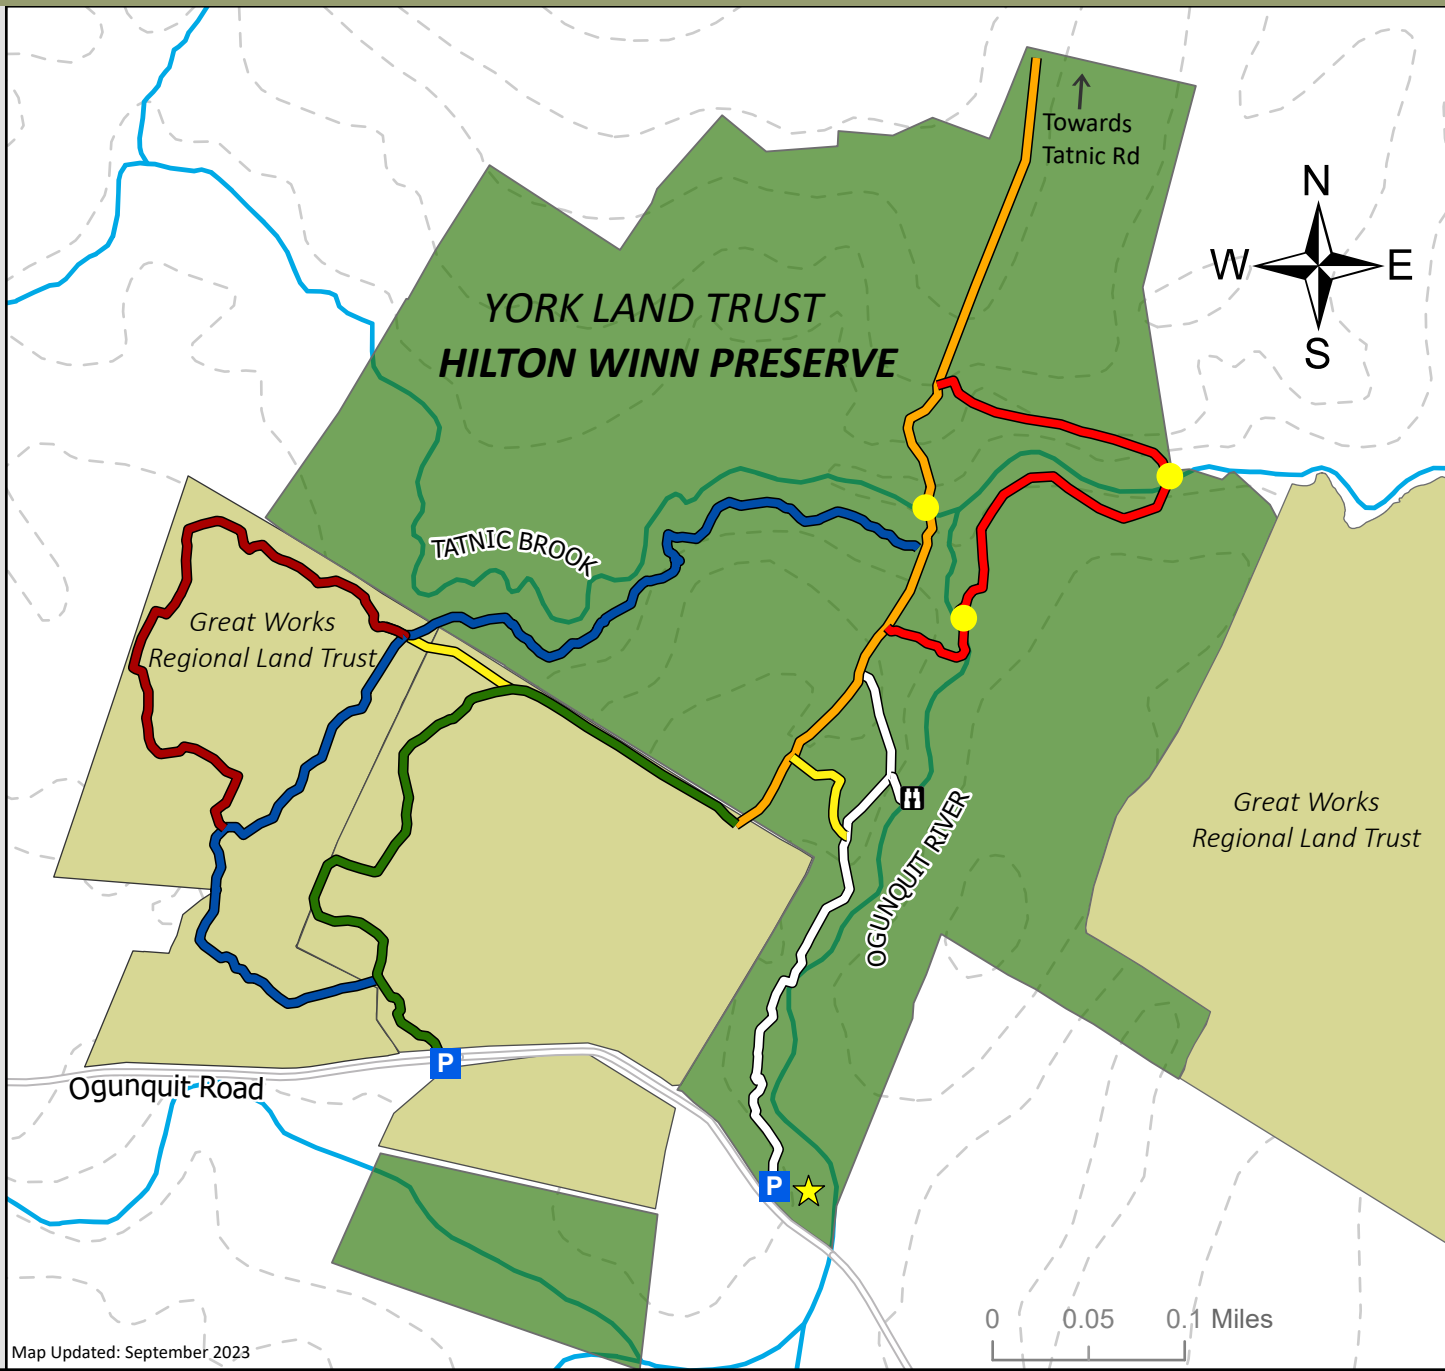 Towards
Tatnic Rd
N
W
E
S
YORK LAND TRUST
HILTON WINN PRESERVE
TATNIC BROOK
Great Works
Regional Land Trust
Great Works
Regional Land Trust
OGUNQUIT RIVER
P
Ogunquit Road
P
0
0.05
0.1 Miles
Map Updated: September 2023